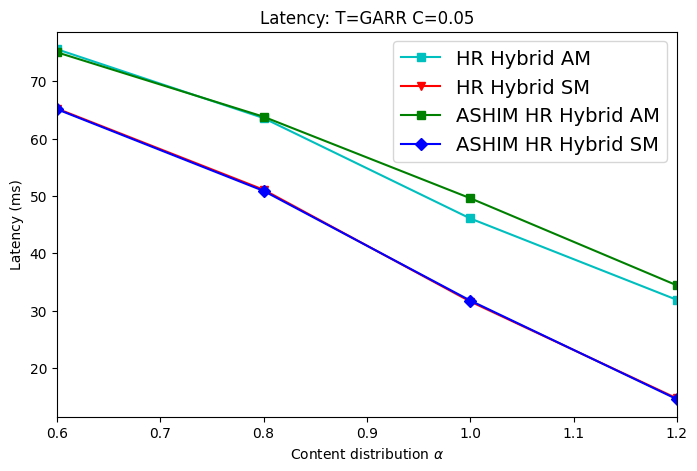 Latency: T=GARR C=0.05
HR Hybrid AM
HR Hybrid SM
ASHIM HR Hybrid AM
ASHIM HR Hybrid SM
Latency (ms)
70
60
50
40
30
20
0.6 0.7 0.8 0.9 1.0 1.1 1.2
Content distribution α